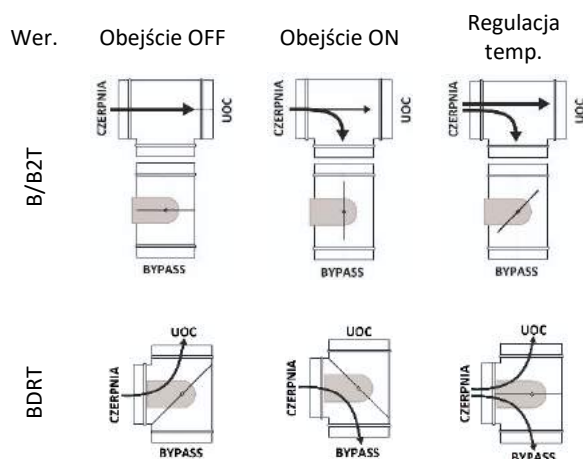 Wer. Obejście OFF Obejście ON Regulacja
temp.
B/B2T
CZERPNIA UOC CZERPNIA UOC CZERPNIA UOC
BYPASS BYPASS BYPASS
BDRT
UOC UOC UOC
CZERPNIA CZERPNIA CZERPNIA
BYPASS BYPASS BYPASS